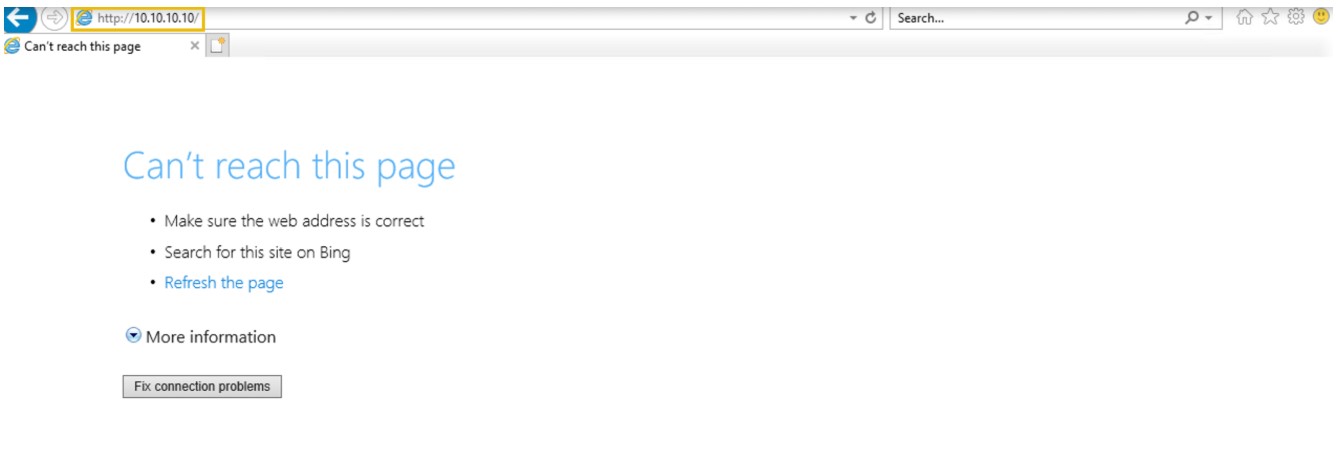 http://10.10.10.10/
Search...
Can't reach this page
Can't reach this page
• Make sure the web address is correct
• Search for this site on Bing
• Refresh the page
More information
Fix connection problems